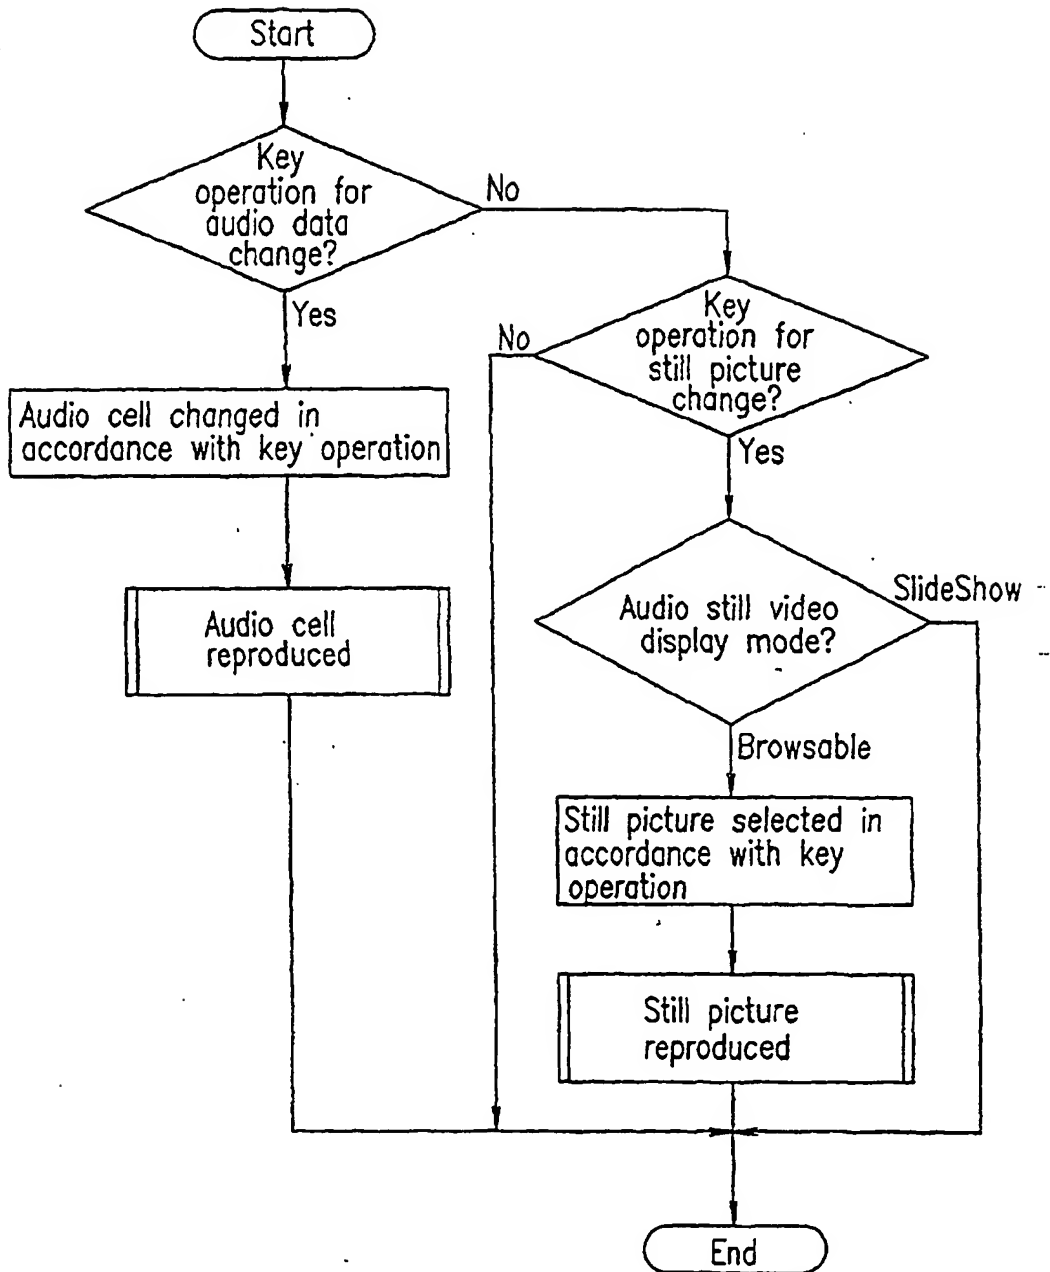 Start
Key
operation for
audio data
change?
No
Yes
Key
operation for
still picture
change?
No
Yes
Audio cell changed in
accordance with key operation
Audio cell
reproduced
Audio still video
display mode?
SlideShow
Browsable
Still picture selected in
accordance with key
operation
Still picture
reproduced
End